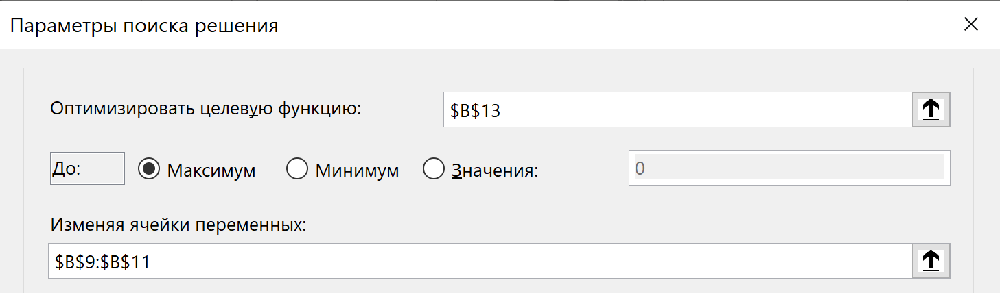 Параметры поиска решения
Оптимизировать целевую функцию:
$B$13
До:
Максимум
Минимум
Значения:
0
Изменяя ячейки переменных:
$B$9:$B$11